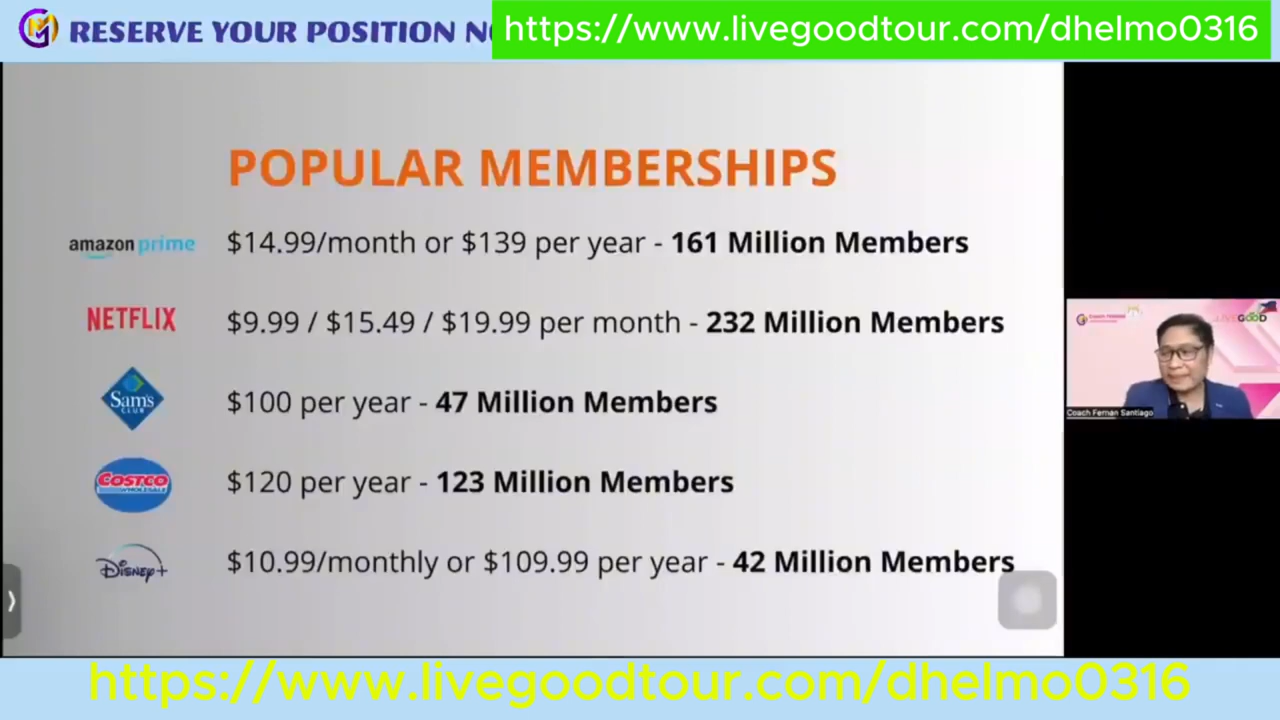 RESERVE YOUR POSITION N
https://www.livegoodtour.com/dhelmo0316
POPULAR MEMBERSHIPS
amazon prime $14.99/month or $139 per year - 161 Million Members
NETFLIX $9.99 / $15.49 / $19.99 per month - 232 Million Members
Sam's CLUB $100 per year - 47 Million Members
COSTCO WHOLESALE $120 per year - 123 Million Members
Disney+ $10.99/monthly or $109.99 per year - 42 Million Members
LIVEGOOD
Coach Fernan Santiago
https://www.livegoodtour.com/dhelmo0316